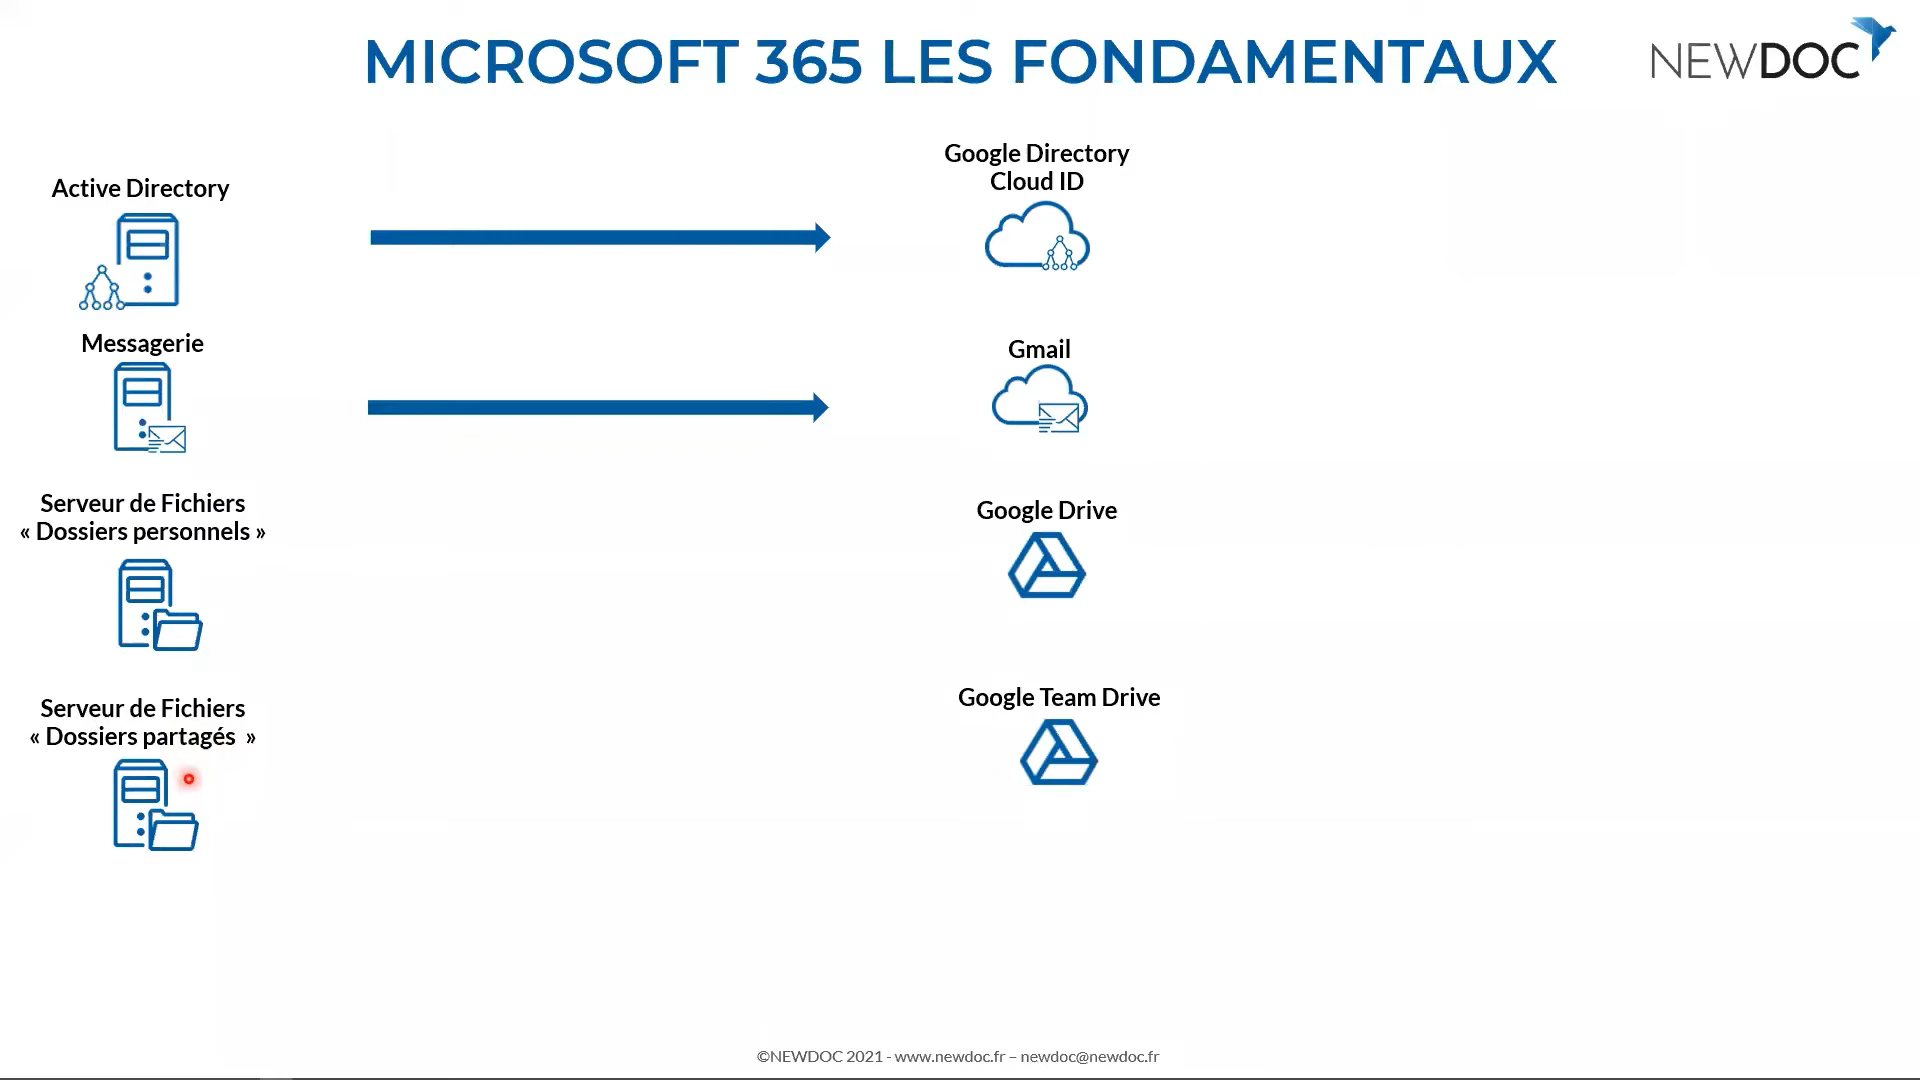 MICROSOFT 365 LES FONDAMENTAUX
NEWDOC
Active Directory
Google Directory
Cloud ID
Messagerie
Gmail
Serveur de Fichiers
« Dossiers personnels »
Google Drive
Serveur de Fichiers
« Dossiers partagés »
Google Team Drive
©NEWDOC 2021 - www.newdoc.fr – newdoc@newdoc.fr